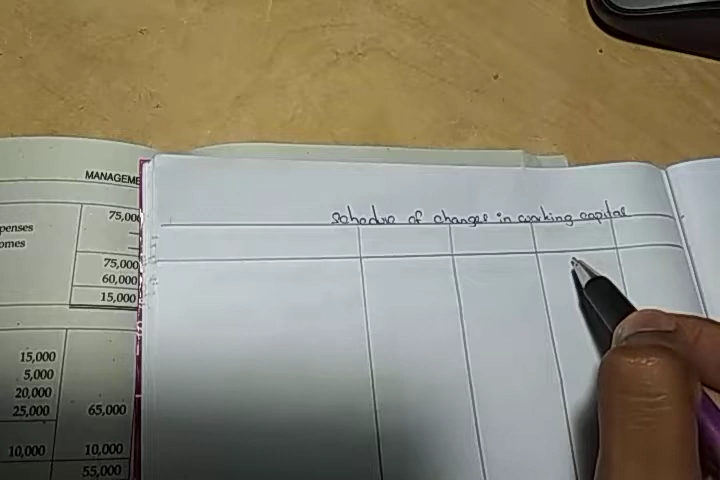 MANAGEME
75,000
penses
omes
75,000
60,000
15,000
15,000
5,000
20,000
25,000 65,000
10,000 10,000
55,000
schedue of changes in working capital